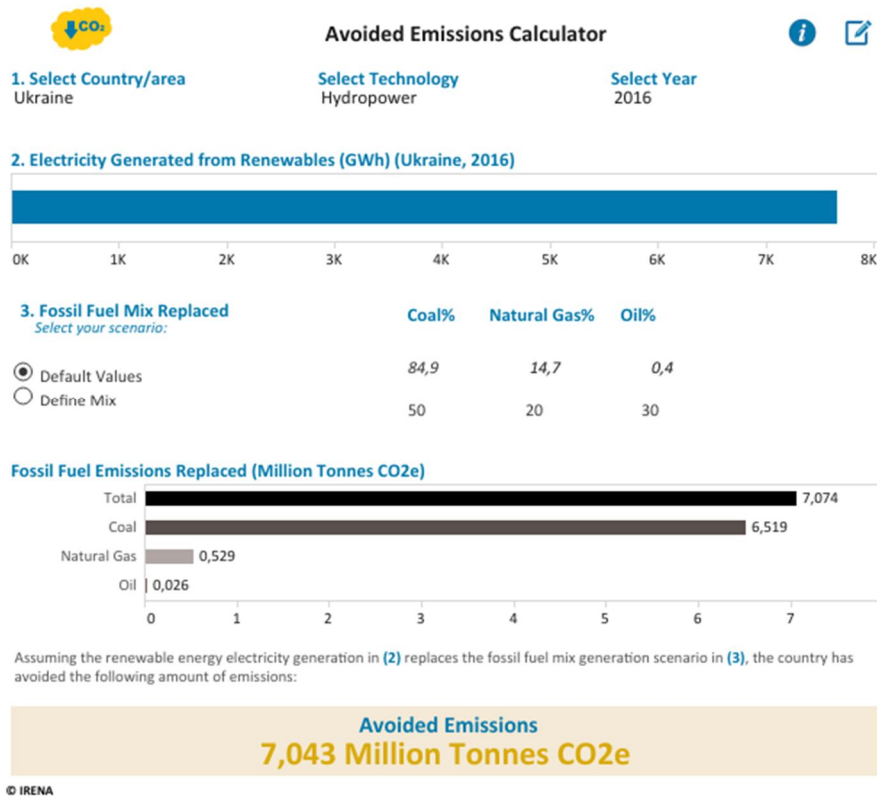 CO₂
Avoided Emissions Calculator
i
1. Select Country/area Select Technology Select Year
Ukraine Hydropower 2016
2. Electricity Generated from Renewables (GWh) (Ukraine, 2016)
0K 1K 2K 3K 4K 5K 6K 7K 8K
3. Fossil Fuel Mix Replaced Coal% Natural Gas% Oil%
Select your scenario:
Default Values 84,9 14,7 0,4
Define Mix 50 20 30
Fossil Fuel Emissions Replaced (Million Tonnes CO2e)
Total 7,074
Coal 6,519
Natural Gas 0,529
Oil 0,026
0 1 2 3 4 5 6 7
Assuming the renewable energy electricity generation in (2) replaces the fossil fuel mix generation scenario in (3), the country has
avoided the following amount of emissions:
Avoided Emissions
7,043 Million Tonnes CO2e
© IRENA